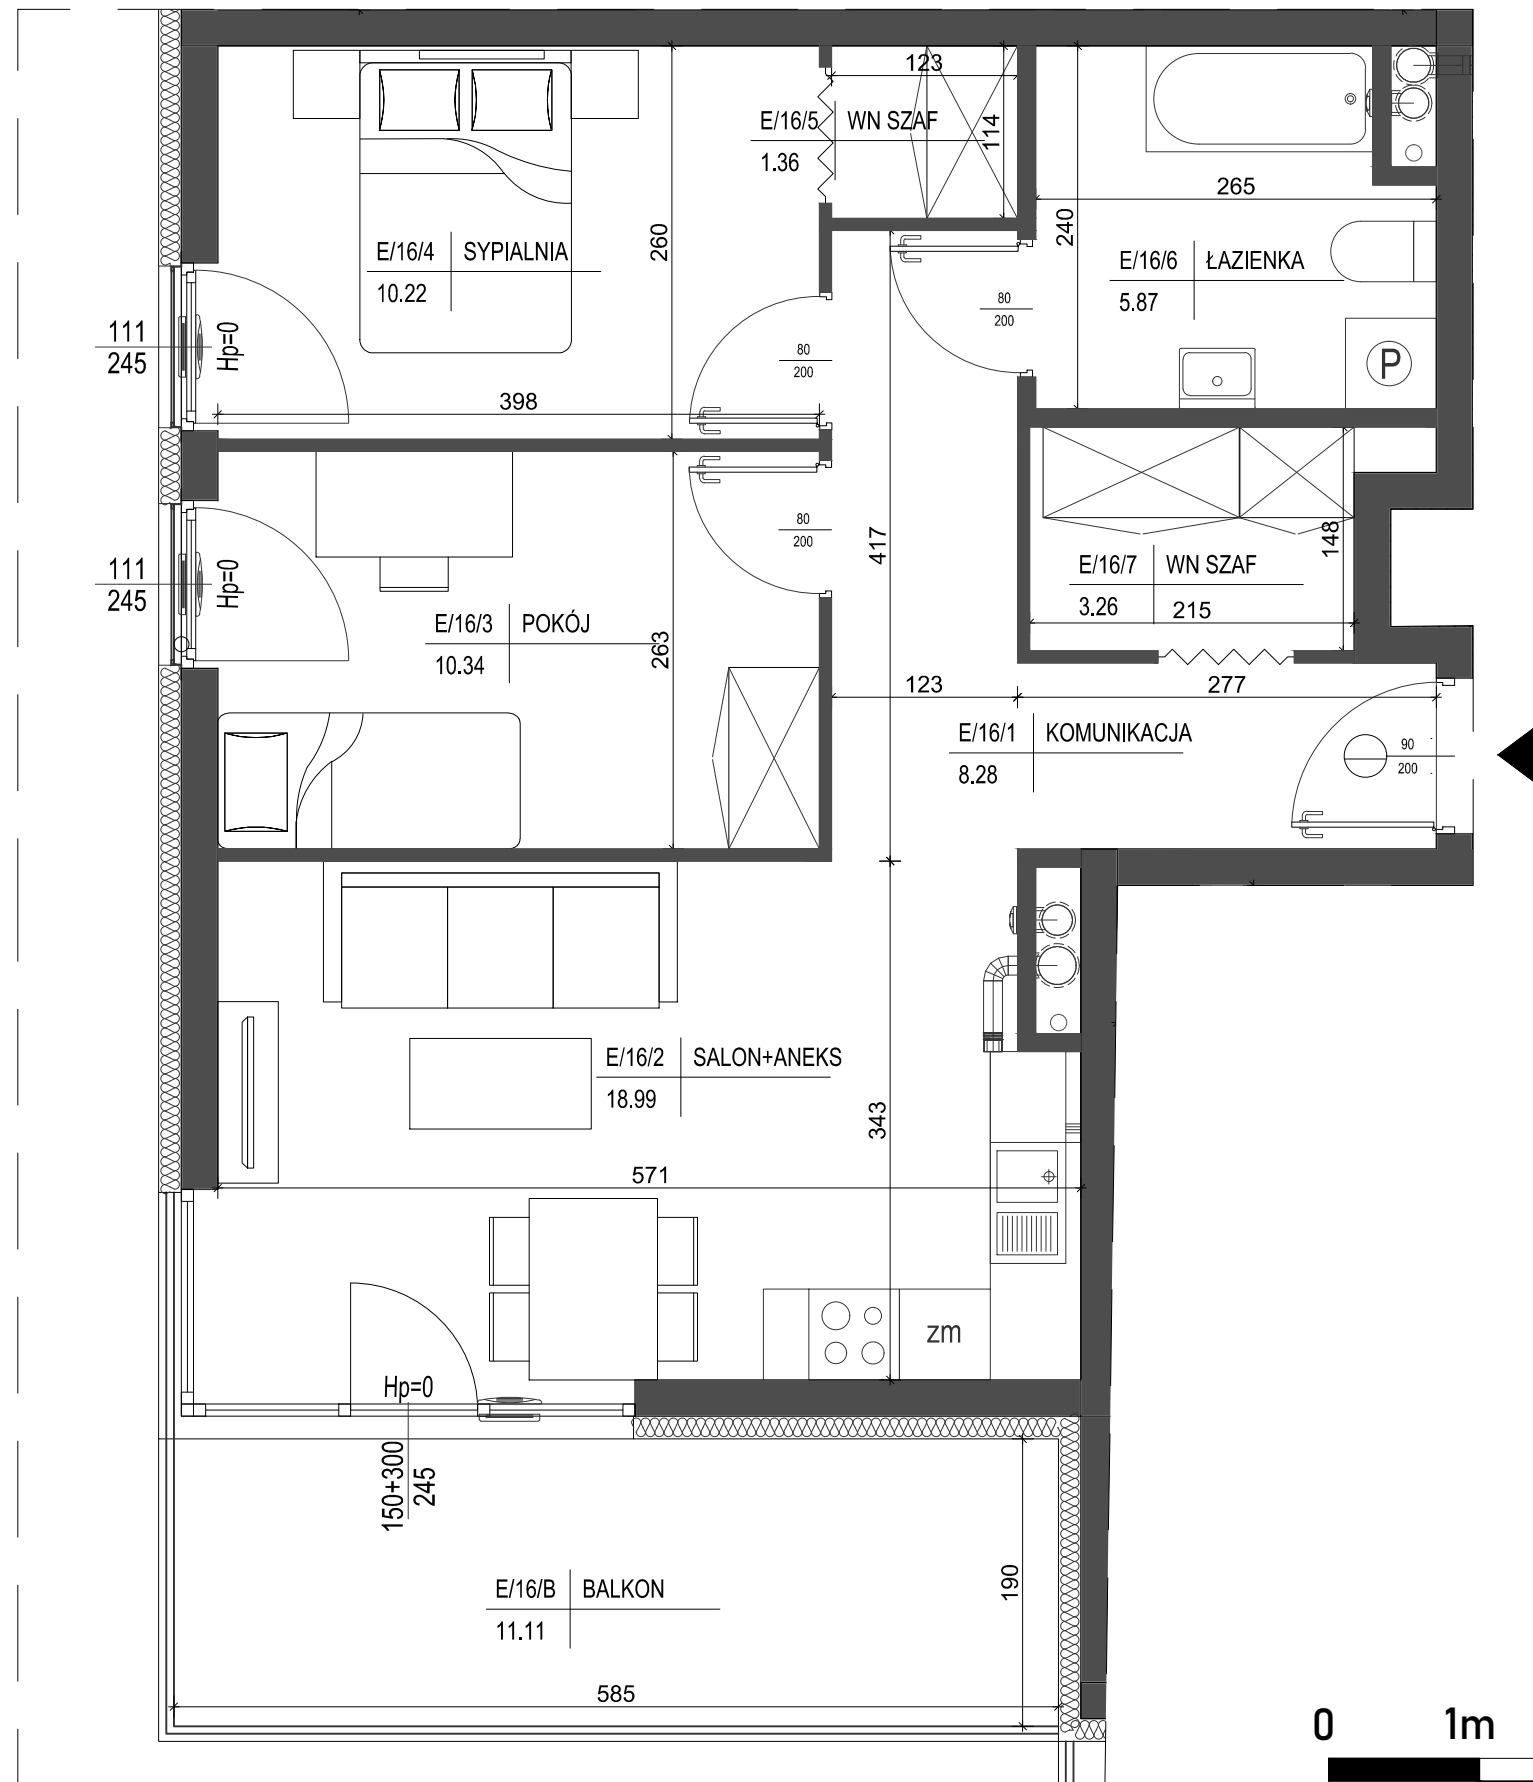 123
E/16/5 WN SZAF
1.36
114
265
240
260
E/16/4 SYPIALNIA
10.22
E/16/6 ŁAZIENKA
5.87
80
200
111
245
Hp=0
80
200
P
398
417
80
200
148
E/16/7 WN SZAF
3.26
215
111
245
Hp=0
E/16/3 POKÓJ
10.34
263
123
277
E/16/1 KOMUNIKACJA
8.28
90
200
E/16/2 SALON+ANEKS
18.99
343
571
zm
Hp=0
150+300
245
190
E/16/B BALKON
11.11
585
0 1m